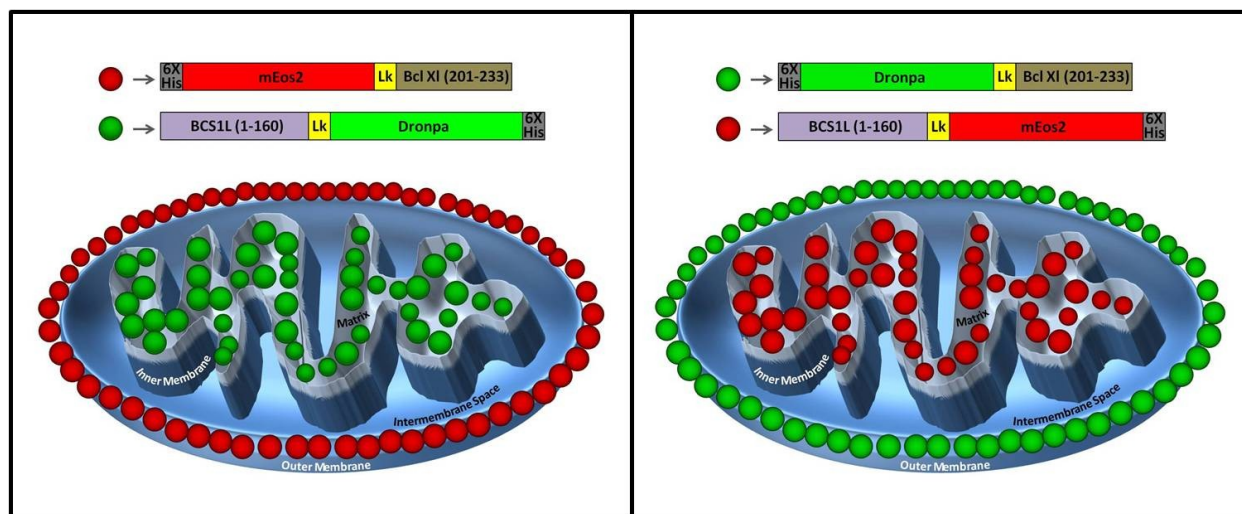 6X His mEos2 Lk Bcl Xl (201-233)
BCS1L (1-160) Lk Dronpa 6X His
Matrix
Inner Membrane
Intermembrane Space
Outer Membrane
6X His Dronpa Lk Bcl Xl (201-233)
BCS1L (1-160) Lk mEos2 6X His
Matrix
Inner Membrane
Intermembrane Space
Outer Membrane